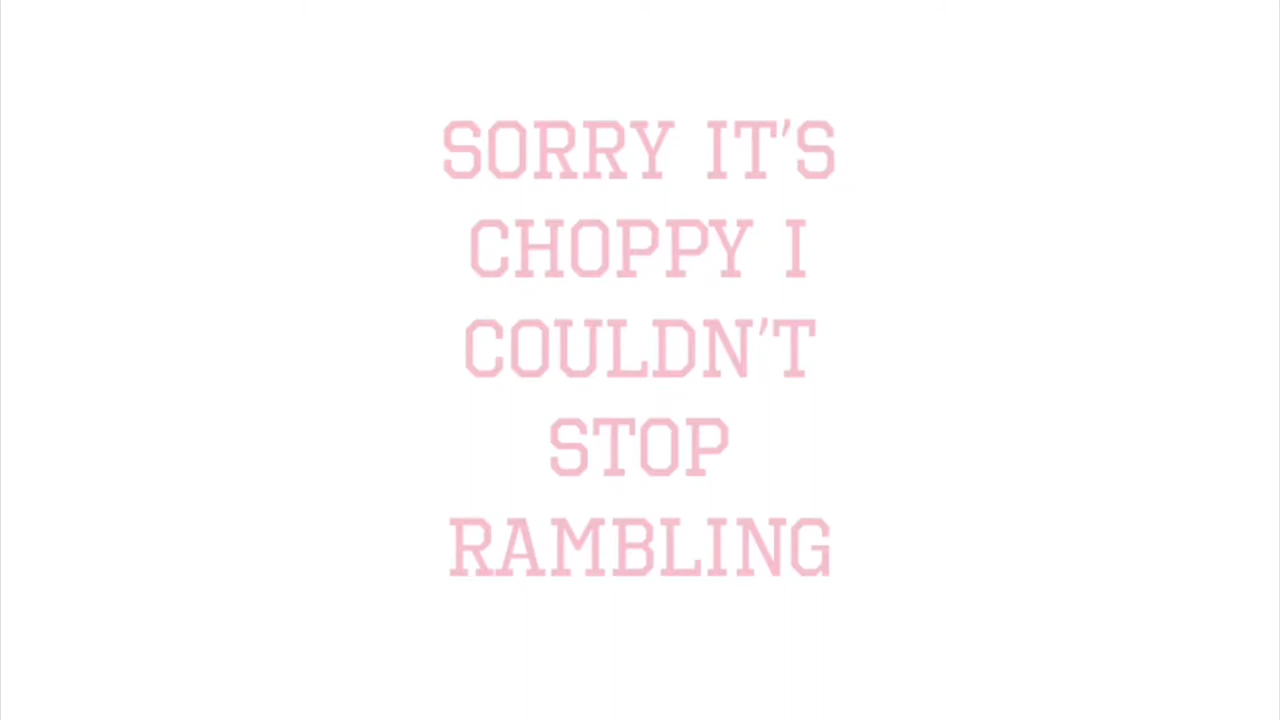 SORRY IT'S
CHOPPY I
COULDN'T
STOP
RAMBLING